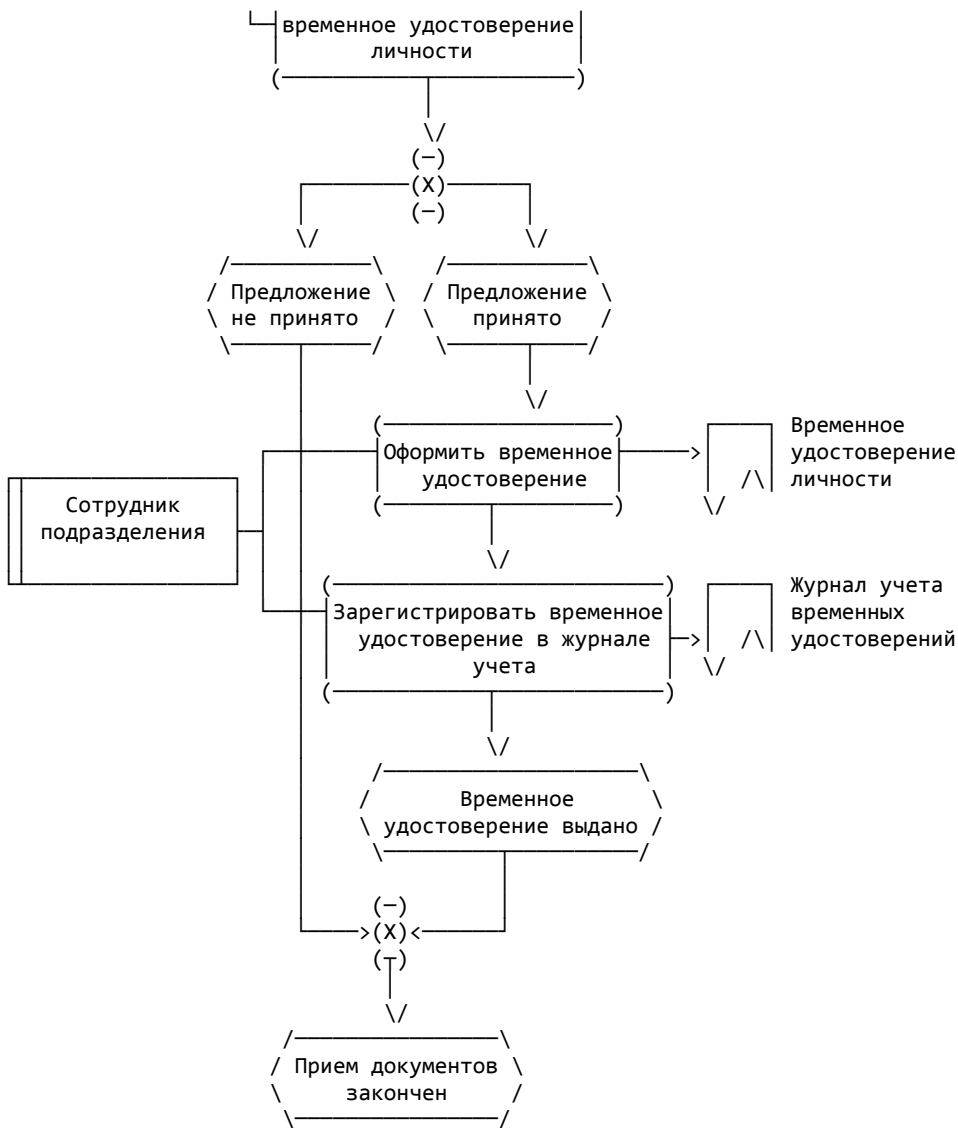 временное удостоверение
личности
(X)
Предложение
не принято
Предложение
принято
Оформить временное
удостоверение
Временное
удостоверение
личности
Сотрудник
подразделения
Зарегистрировать временное
удостоверение в журнале
учета
Журнал учета
временных
удостоверений
Временное
удостоверение выдано
(X)
Прием документов
закончен